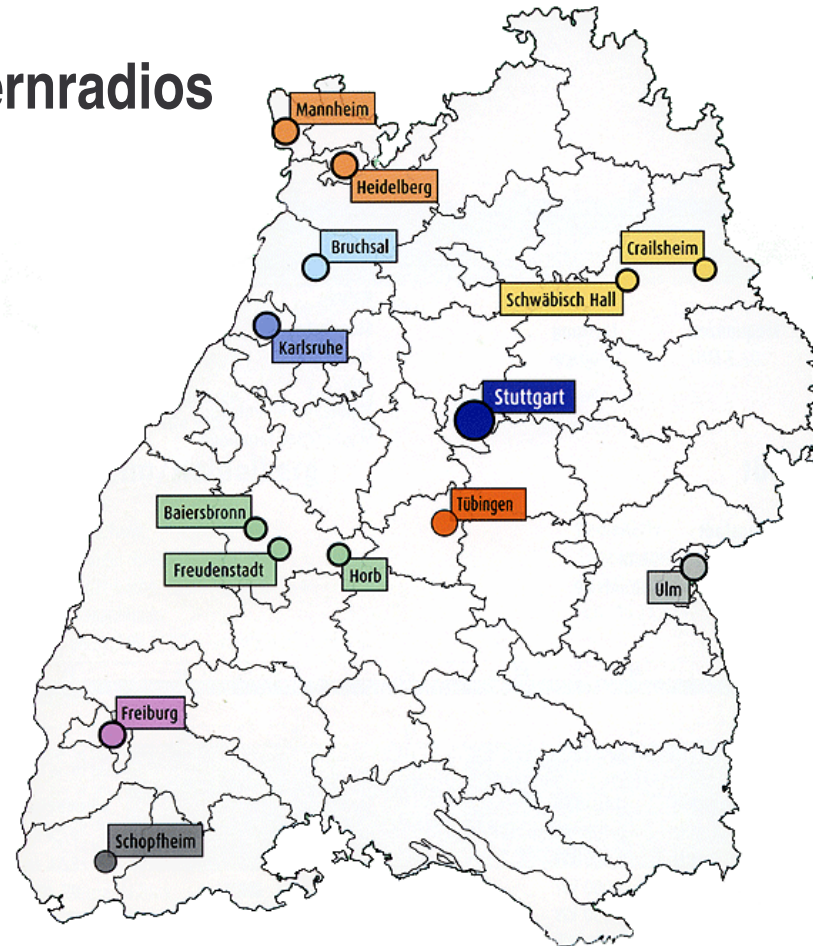 ernradios
Mannheim
Heidelberg
Bruchsal
Crailsheim
Schwäbisch Hall
Karlsruhe
Stuttgart
Tübingen
Baiersbronn
Freudenstadt
Horb
Ulm
Freiburg
Schopfheim